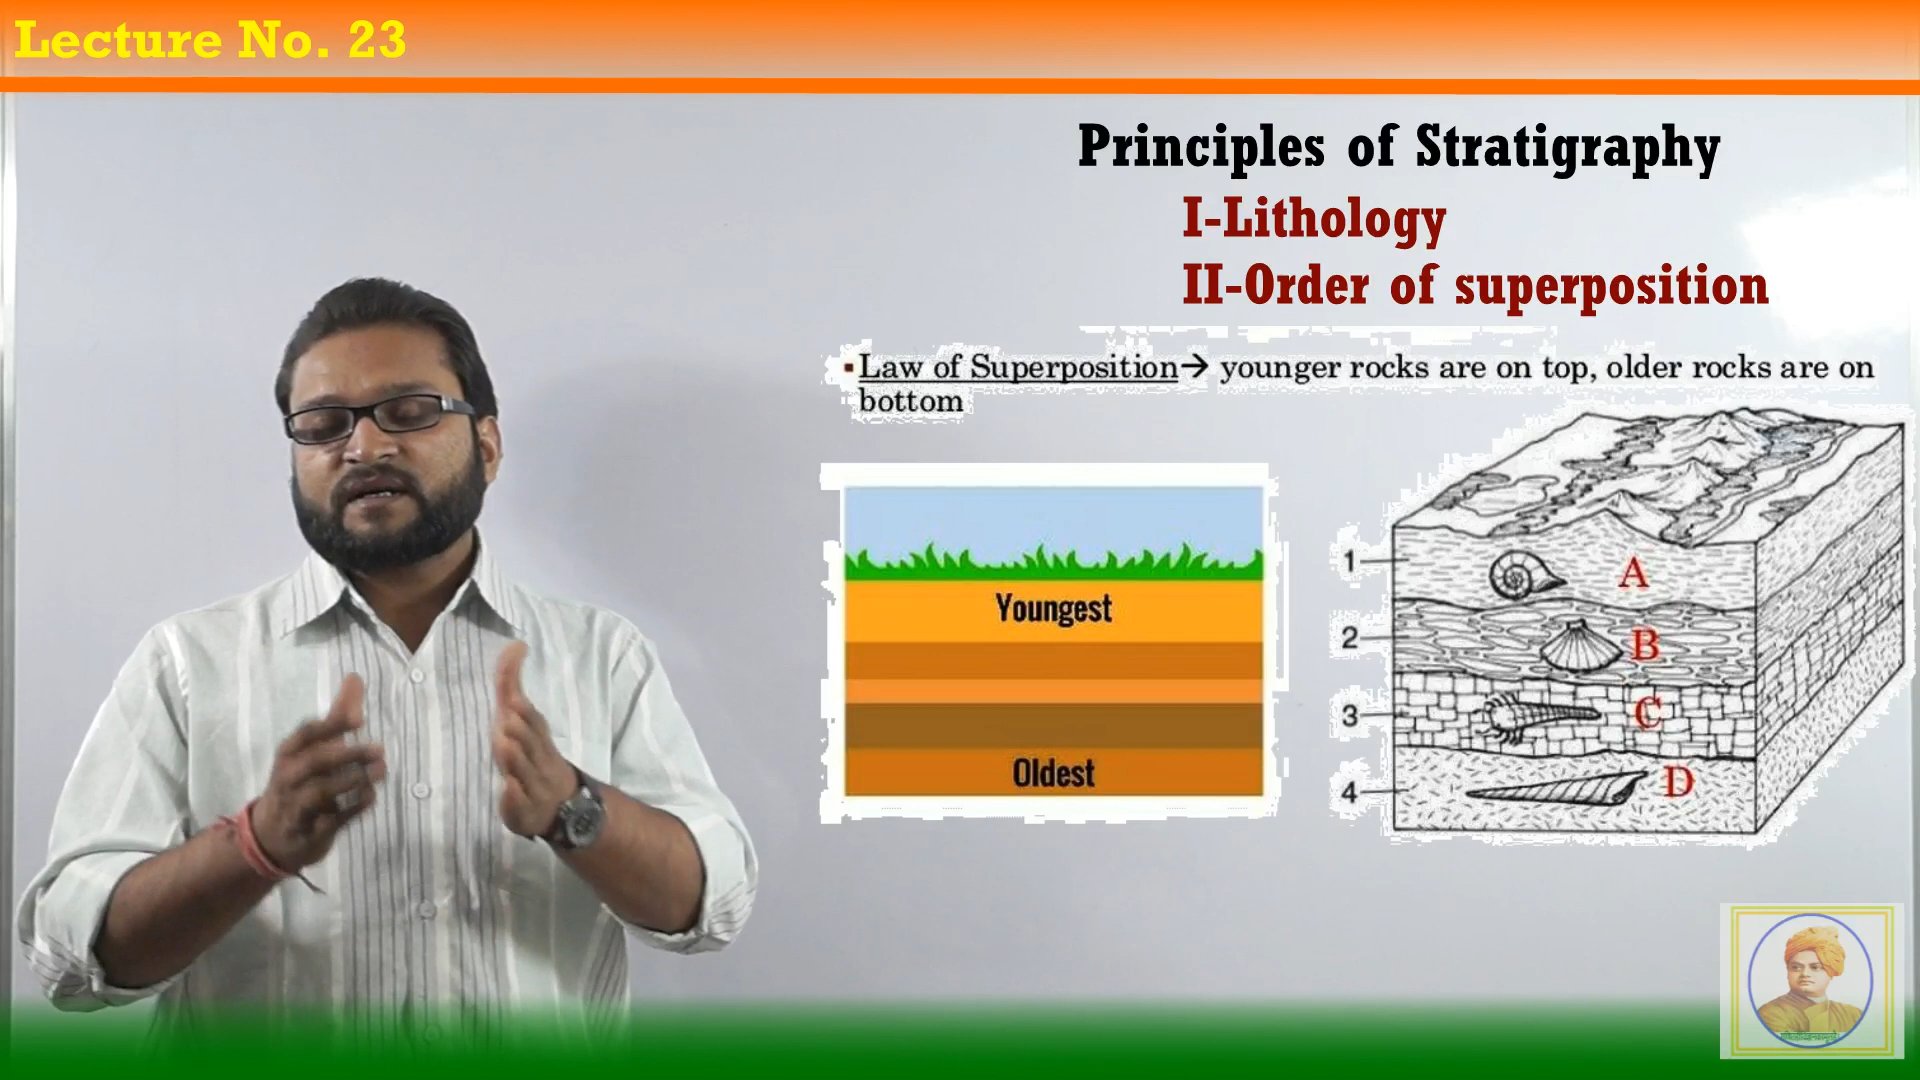 Lecture No. 23
Principles of Stratigraphy
I-Lithology
II-Order of superposition
▪Law of Superposition→ younger rocks are on top, older rocks are on
bottom
Youngest
Oldest
1
A
2
B
3
C
4
D